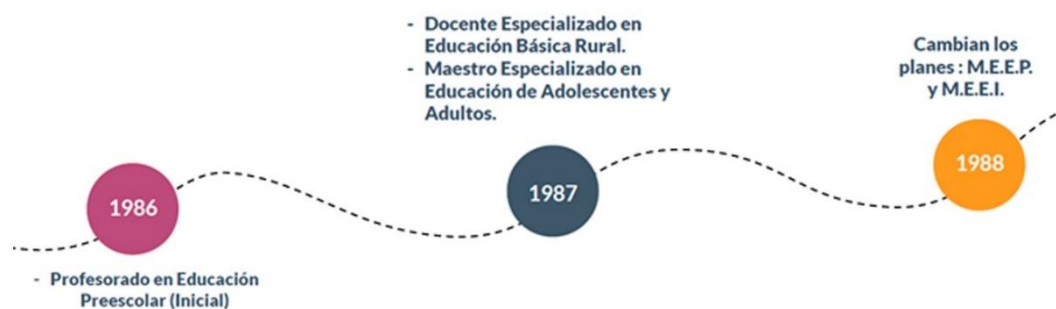 1986
- Profesorado en Educación
Preescolar (Inicial)
- Docente Especializado en
Educación Básica Rural.
- Maestro Especializado en
Educación de Adolescentes y
Adultos.
1987
Cambian los
planes : M.E.E.P.
y M.E.E.I.
1988